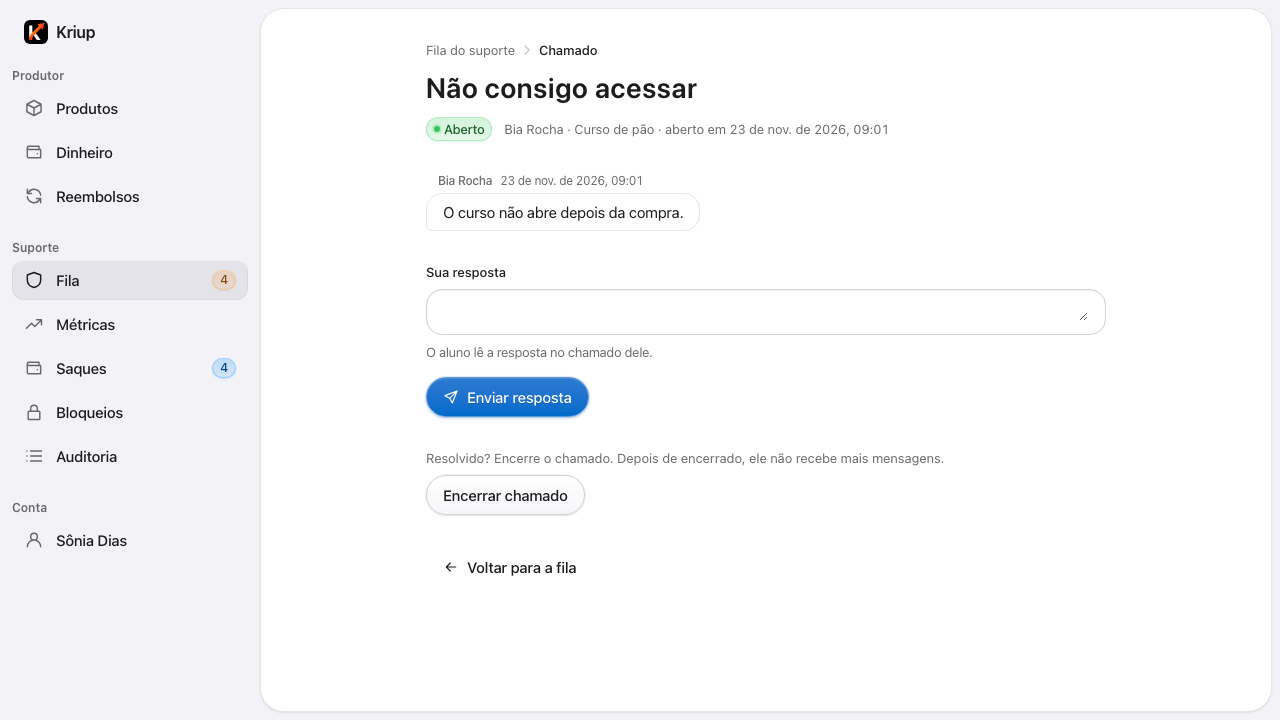 Kriup
Produtor
Produtos
Dinheiro
Reembolsos
Suporte
Fila 4
Métricas
Saques 4
Bloqueios
Auditoria
Conta
Sônia Dias
Fila do suporte Chamado
Não consigo acessar
Aberto Bia Rocha · Curso de pão · aberto em 23 de nov. de 2026, 09:01
Bia Rocha 23 de nov. de 2026, 09:01
O curso não abre depois da compra.
Sua resposta
O aluno lê a resposta no chamado dele.
Enviar resposta
Resolvido? Encerre o chamado. Depois de encerrado, ele não recebe mais mensagens.
Encerrar chamado
Voltar para a fila